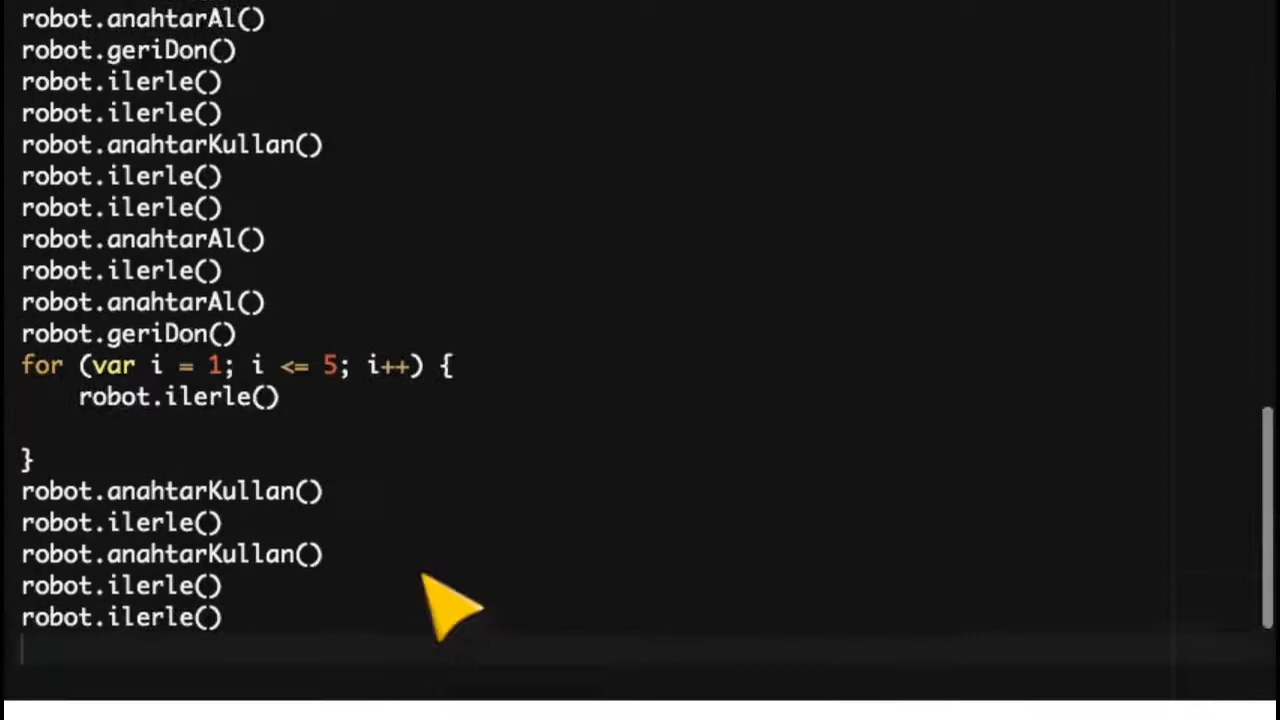 robot.anahtarAl()
robot.geriDon()
robot.ilerle()
robot.ilerle()
robot.anahtarKullan()
robot.ilerle()
robot.ilerle()
robot.anahtarAl()
robot.ilerle()
robot.anahtarAl()
robot.geriDon()
for (var i = 1; i <= 5; i++) {
    robot.ilerle()
}
robot.anahtarKullan()
robot.ilerle()
robot.anahtarKullan()
robot.ilerle()
robot.ilerle()